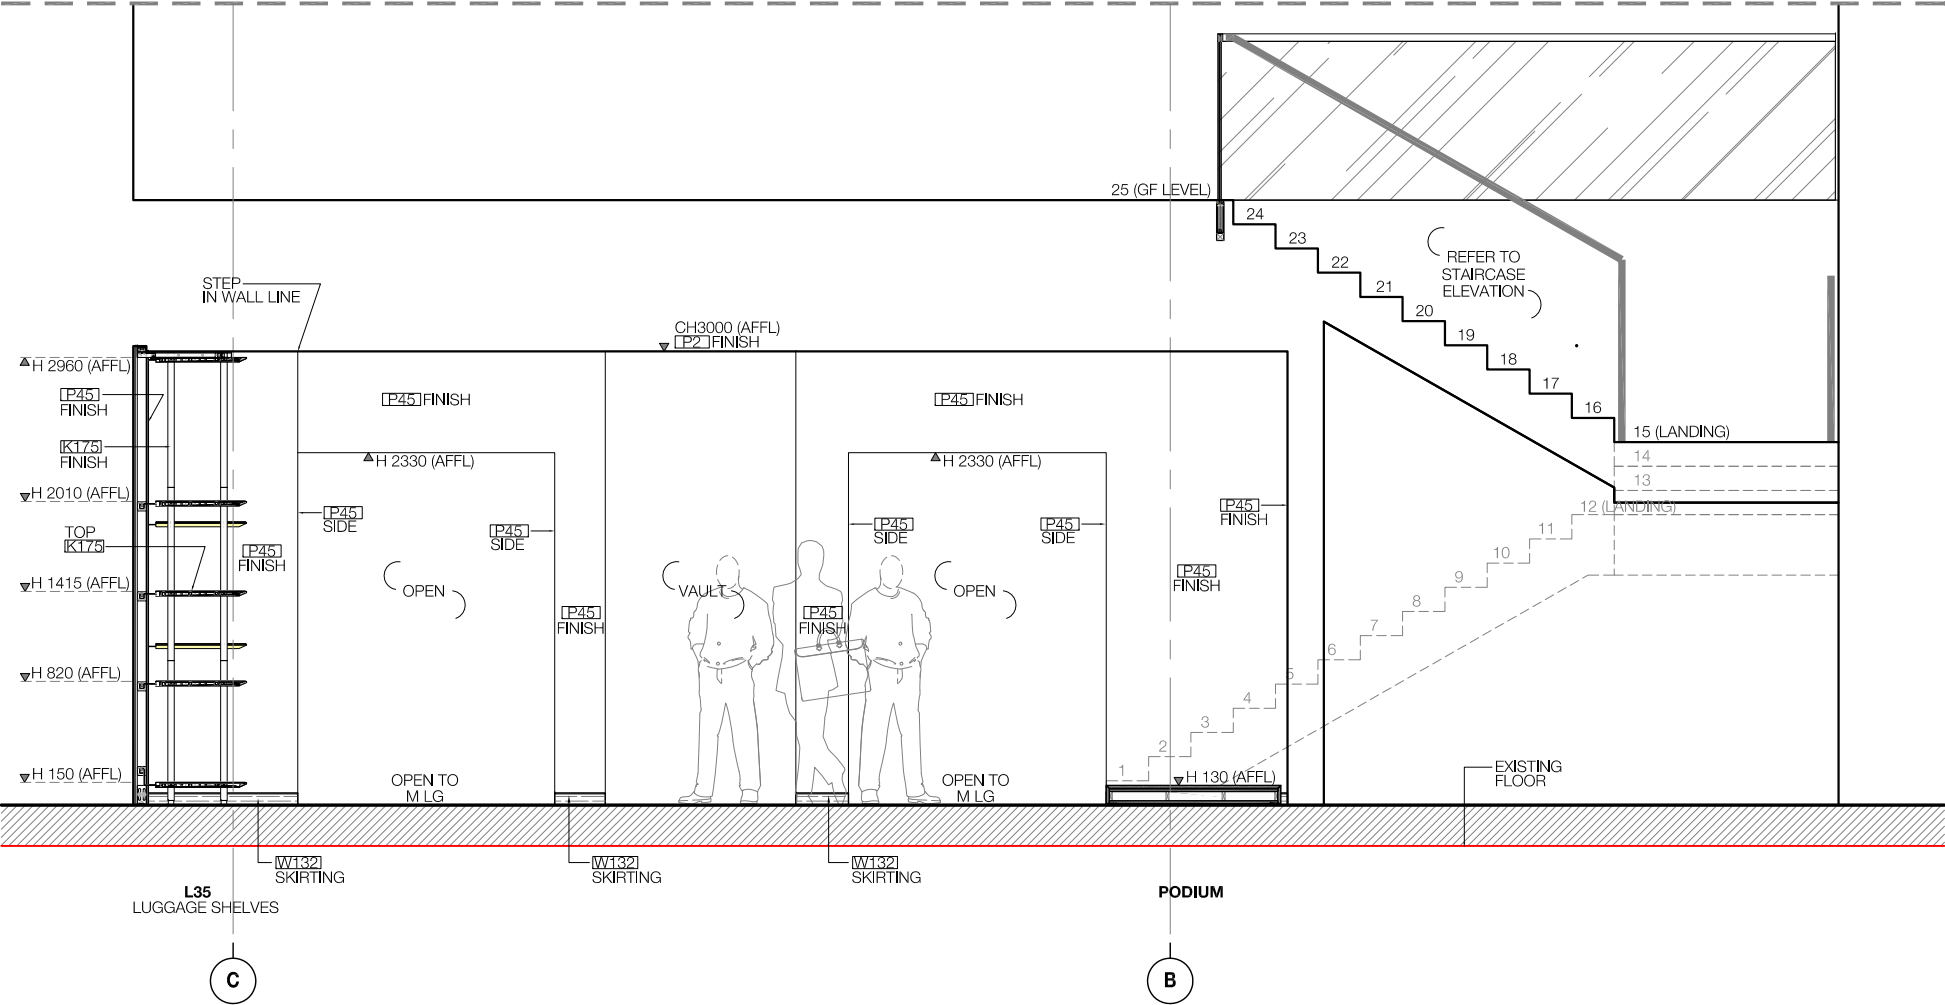 25 (GF LEVEL)
24
23
22
21
20
19
18
17
16
15 (LANDING)
14
13
12 (LANDING)
11
10
9
8
7
6
5
4
3
2
1
REFER TO
STAIRCASE
ELEVATION
STEP
IN WALL LINE
CH3000 (AFFL)
P2 FINISH
H 2960 (AFFL)
P45
FINISH
K175
FINISH
H 2010 (AFFL)
TOP
K175
H 1415 (AFFL)
H 820 (AFFL)
H 150 (AFFL)
P45
FINISH
P45 FINISH
H 2330 (AFFL)
P45
SIDE
P45
SIDE
OPEN
P45
FINISH
OPEN TO
M LG
VAULT
P45
FINISH
P45 FINISH
H 2330 (AFFL)
P45
SIDE
P45
SIDE
OPEN
OPEN TO
M LG
P45
FINISH
P45
FINISH
H 130 (AFFL)
EXISTING
FLOOR
W132
SKIRTING
W132
SKIRTING
W132
SKIRTING
L35
LUGGAGE SHELVES
PODIUM
C
B